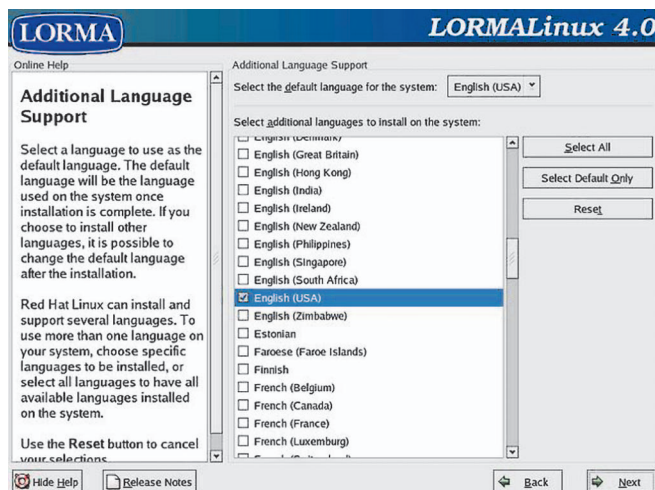 LORMA
LORMALinux 4.0
Online Help
Additional Language
Support
Select a language to use as the
default language. The default
language will be the language
used on the system once
installation is complete. If you
choose to install other
languages, it is possible to
change the default language
after the installation.
Red Hat Linux can install and
support several languages. To
use more than one language on
your system, choose specific
languages to be installed, or
select all languages to have all
available languages installed
on the system.
Use the Reset button to cancel
your selections
Additional Language Support
Select the default language for the system: English (USA)
Select additional languages to install on the system:
English (Denmark)
English (Great Britain)
English (Hong Kong)
English (India)
English (Ireland)
English (New Zealand)
English (Philippines)
English (Singapore)
English (South Africa)
English (USA)
English (Zimbabwe)
Estonian
Faroese (Faroe Islands)
Finnish
French (Belgium)
French (Canada)
French (France)
French (Luxemburg)
Select All
Select Default Only
Reset
Hide Help
Release Notes
Back
Next